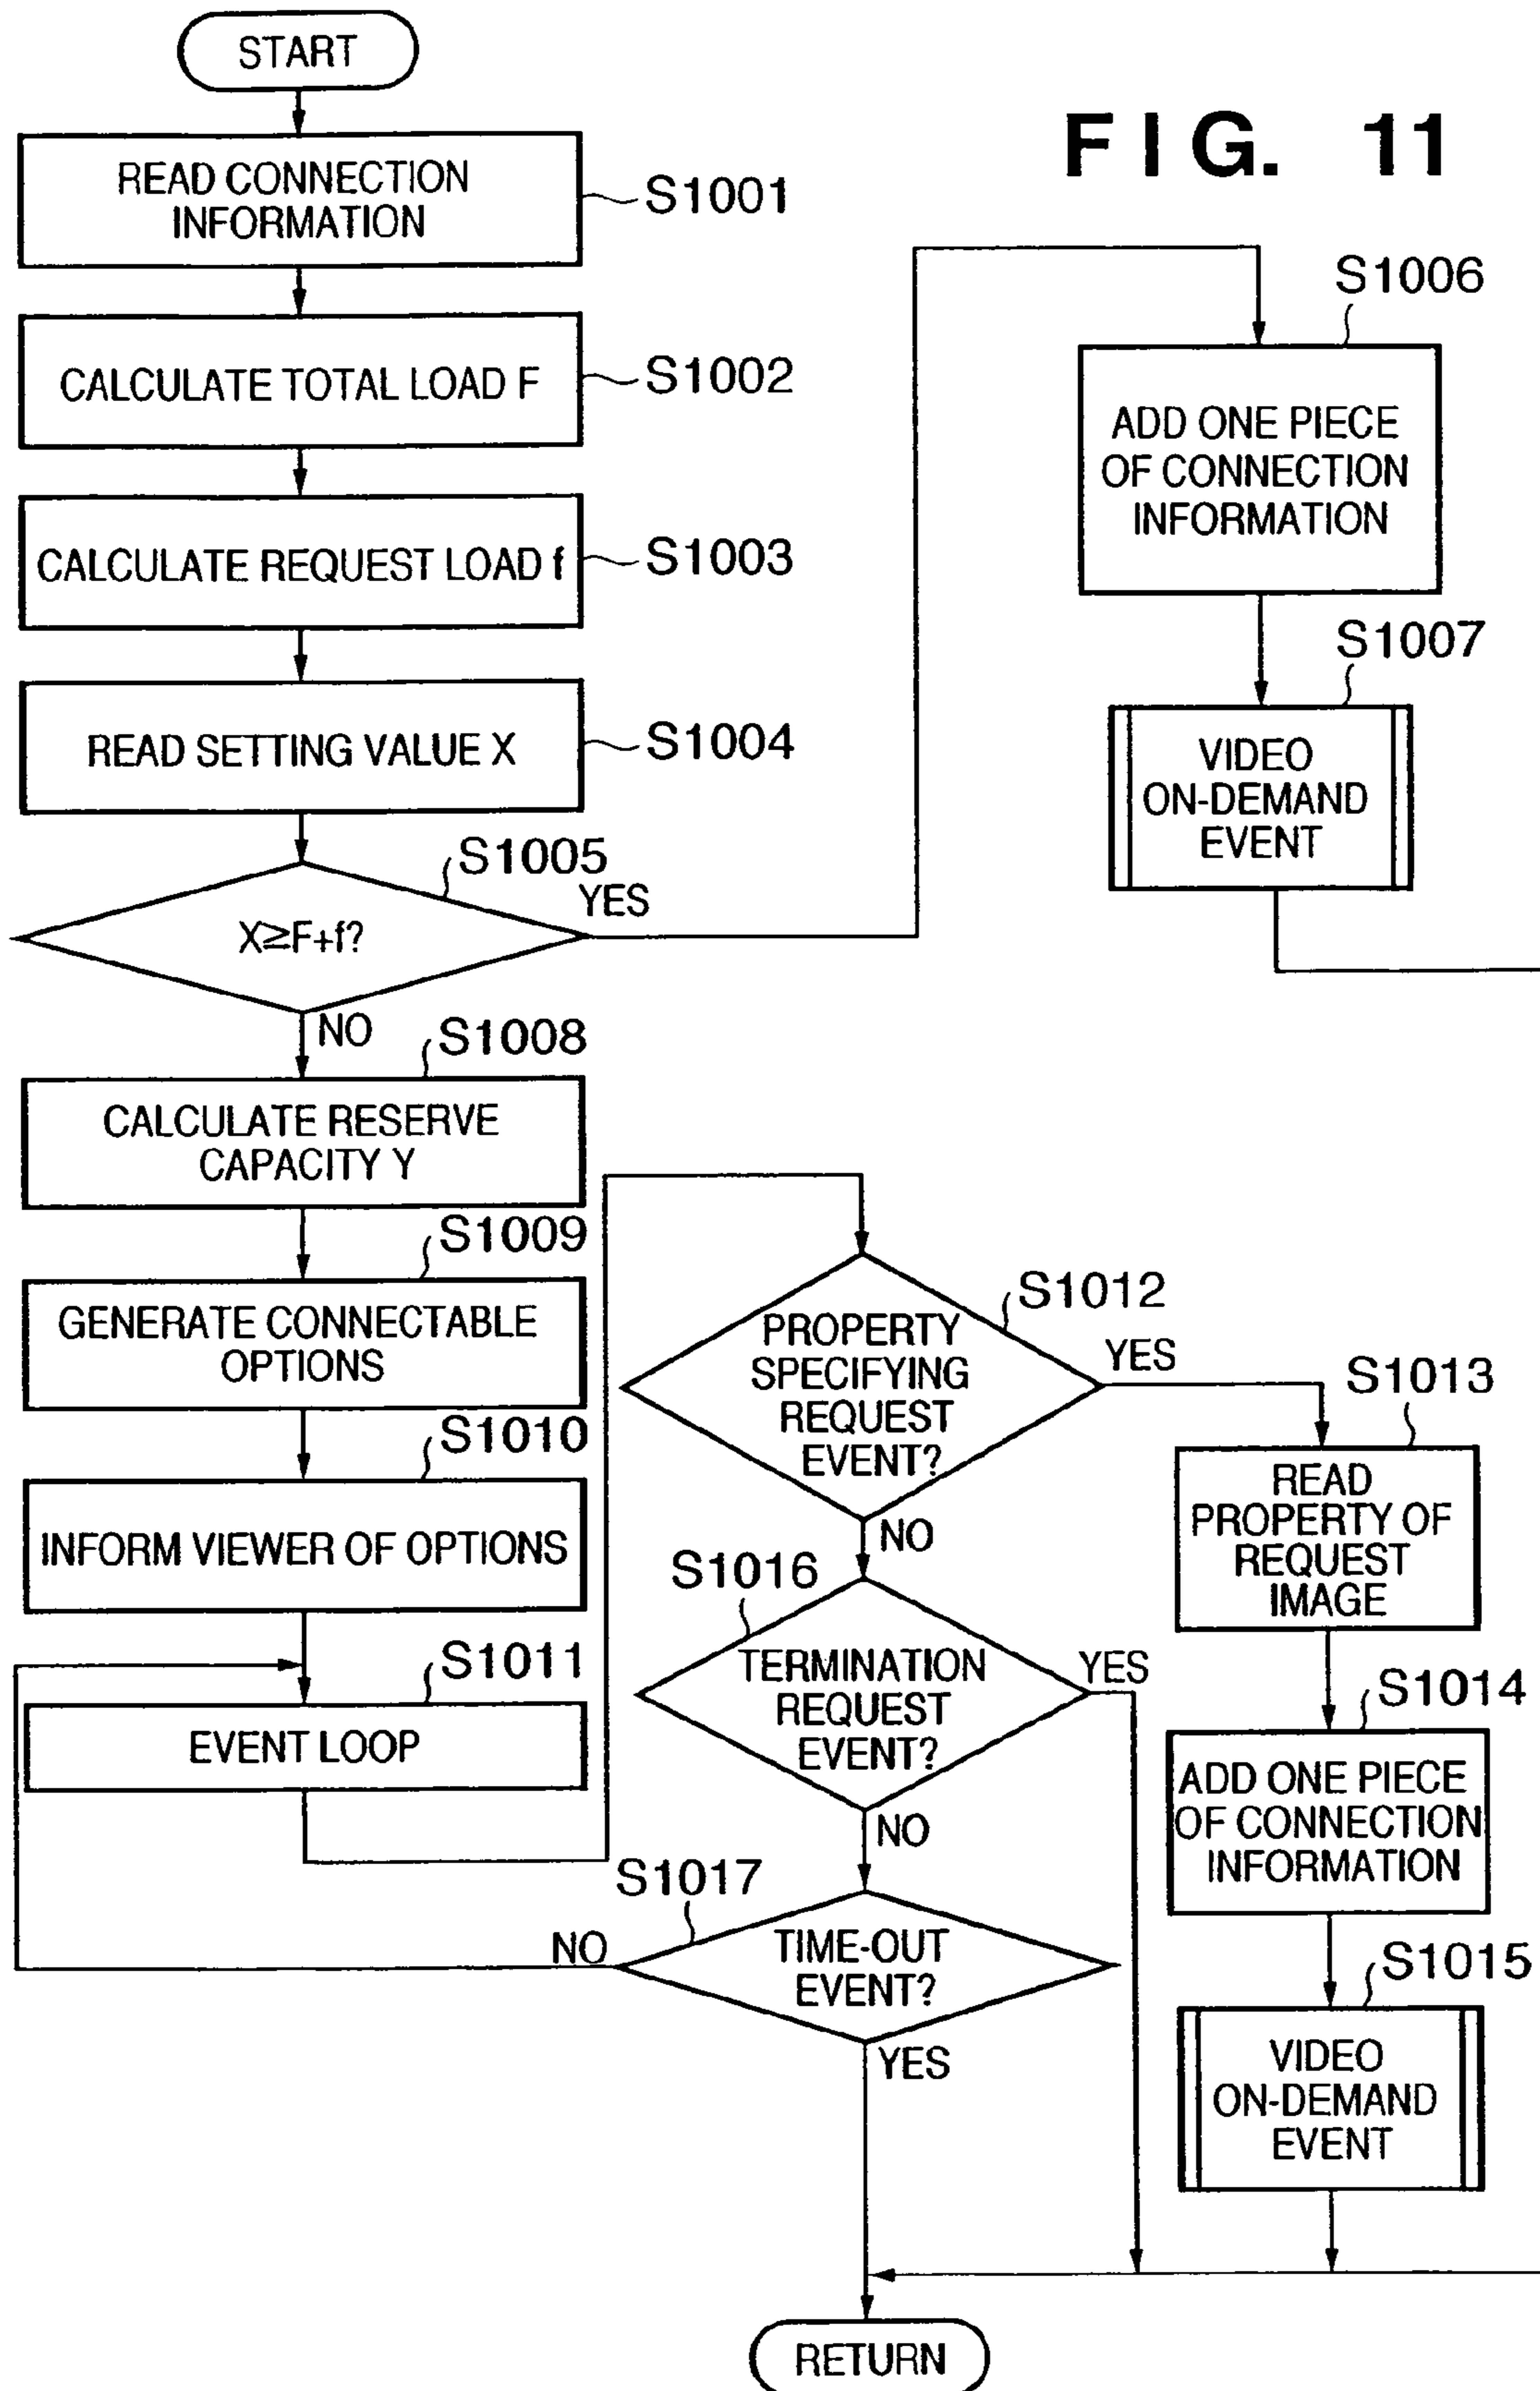 START
FIG. 11
READ CONNECTION
INFORMATION
S1001
CALCULATE TOTAL LOAD F
S1002
CALCULATE REQUEST LOAD f
S1003
READ SETTING VALUE X
S1004
S1005
X≥F+f?
YES
NO
S1006
ADD ONE PIECE
OF CONNECTION
INFORMATION
S1007
VIDEO
ON-DEMAND
EVENT
S1008
CALCULATE RESERVE
CAPACITY Y
S1009
GENERATE CONNECTABLE
OPTIONS
S1010
INFORM VIEWER OF OPTIONS
S1011
EVENT LOOP
S1012
PROPERTY
SPECIFYING
REQUEST
EVENT?
YES
NO
S1013
READ
PROPERTY OF
REQUEST
IMAGE
S1014
ADD ONE PIECE
OF CONNECTION
INFORMATION
S1015
VIDEO
ON-DEMAND
EVENT
S1016
TERMINATION
REQUEST
EVENT?
YES
NO
S1017
TIME-OUT
EVENT?
NO
YES
RETURN